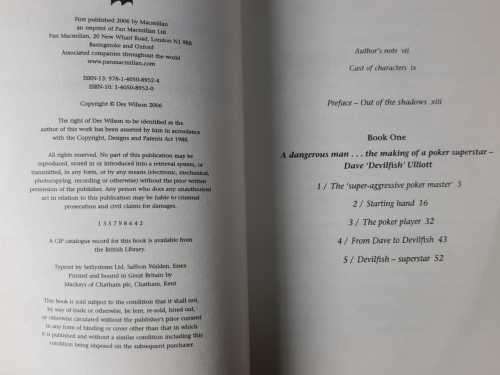 First published 2006 by Macmillan
an imprint of Pan Macmillan Ltd
Pan Macmillan, 20 New Wharf Road, London N1 9RR
Basingstoke and Oxford
Associated companies throughout the world
www.panmacmillan.com
ISBN-13: 978-1-4050-8952-4
ISBN-10: 1-4050-8952-0
Copyright © Des Wilson 2006
The right of Des Wilson to be identified as the
author of this work has been asserted by him in accordance
with the Copyright, Designs and Patents Act 1988.
All rights reserved. No part of this publication may be
reproduced, stored in or introduced into a retrieval system, or
transmitted, in any form, or by any means (electronic, mechanical,
photocopying, recording or otherwise) without the prior written
permission of the publisher. Any person who does any unauthorized
act in relation to this publication may be liable to criminal
prosecution and civil claims for damages.
1 3 5 7 9 8 6 4 2
A CIP catalogue record for this book is available from
the British Library.
Typeset by SetSystems Ltd, Saffron Walden, Essex
Printed and bound in Great Britain by
Mackays of Chatham plc, Chatham, Kent
This book is sold subject to the condition that it shall not,
by way of trade or otherwise, be lent, re-sold, hired out,
or otherwise circulated without the publisher's prior consent
in any form of binding or cover other than that in which
it is published and without a similar condition including this
condition being imposed on the subsequent purchaser.
Author's note vii
Cast of characters ix
Preface – Out of the shadows xiii
Book One
A dangerous man . . . the making of a poker superstar –
Dave 'Devilfish' Ulliott
1 / The 'super-aggressive poker master' 3
2 / Starting hand 16
3 / The poker player 32
4 / From Dave to Devilfish 43
5 / Devilfish – superstar 52